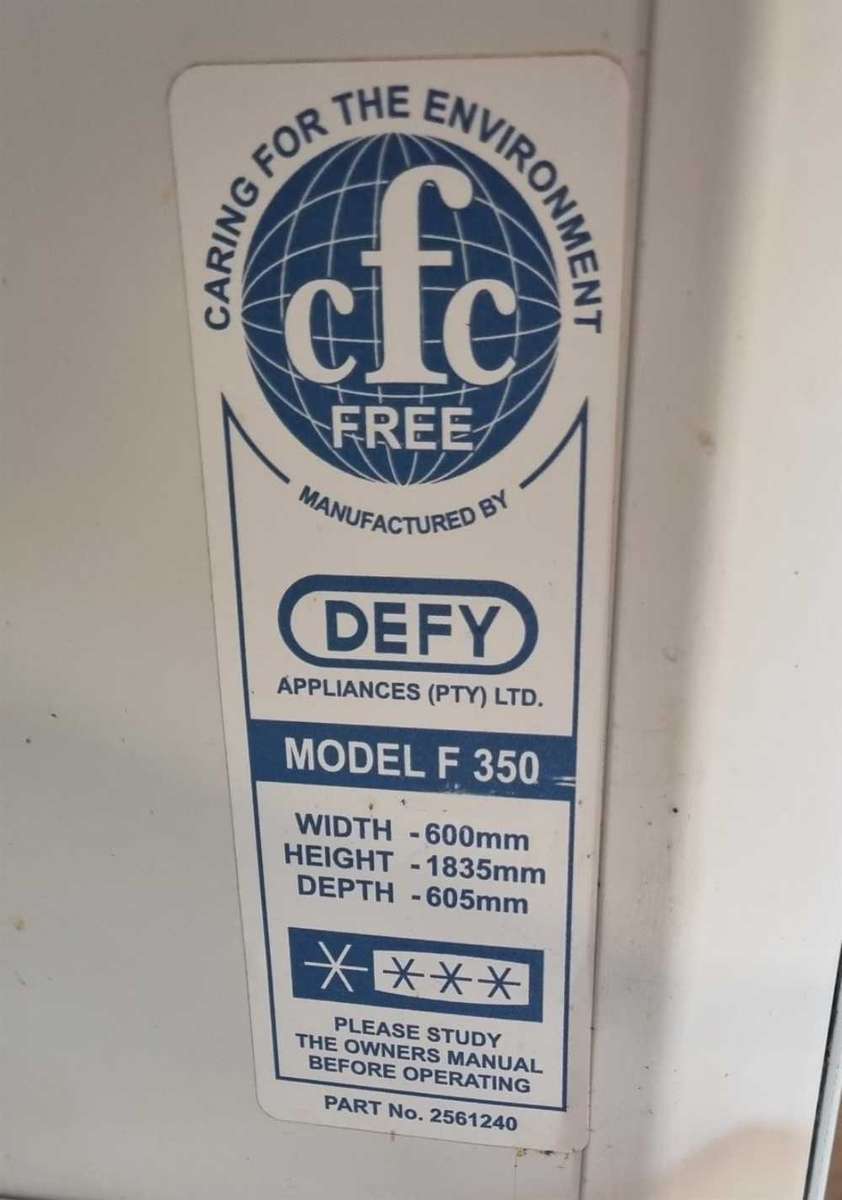 CARING FOR THE ENVIRONMENT
cfc
FREE
MANUFACTURED BY
DEFY
APPLIANCES (PTY) LTD.
MODEL F 350
WIDTH - 600mm
HEIGHT - 1835mm
DEPTH - 605mm
PLEASE STUDY
THE OWNERS MANUAL
BEFORE OPERATING
PART No. 2561240